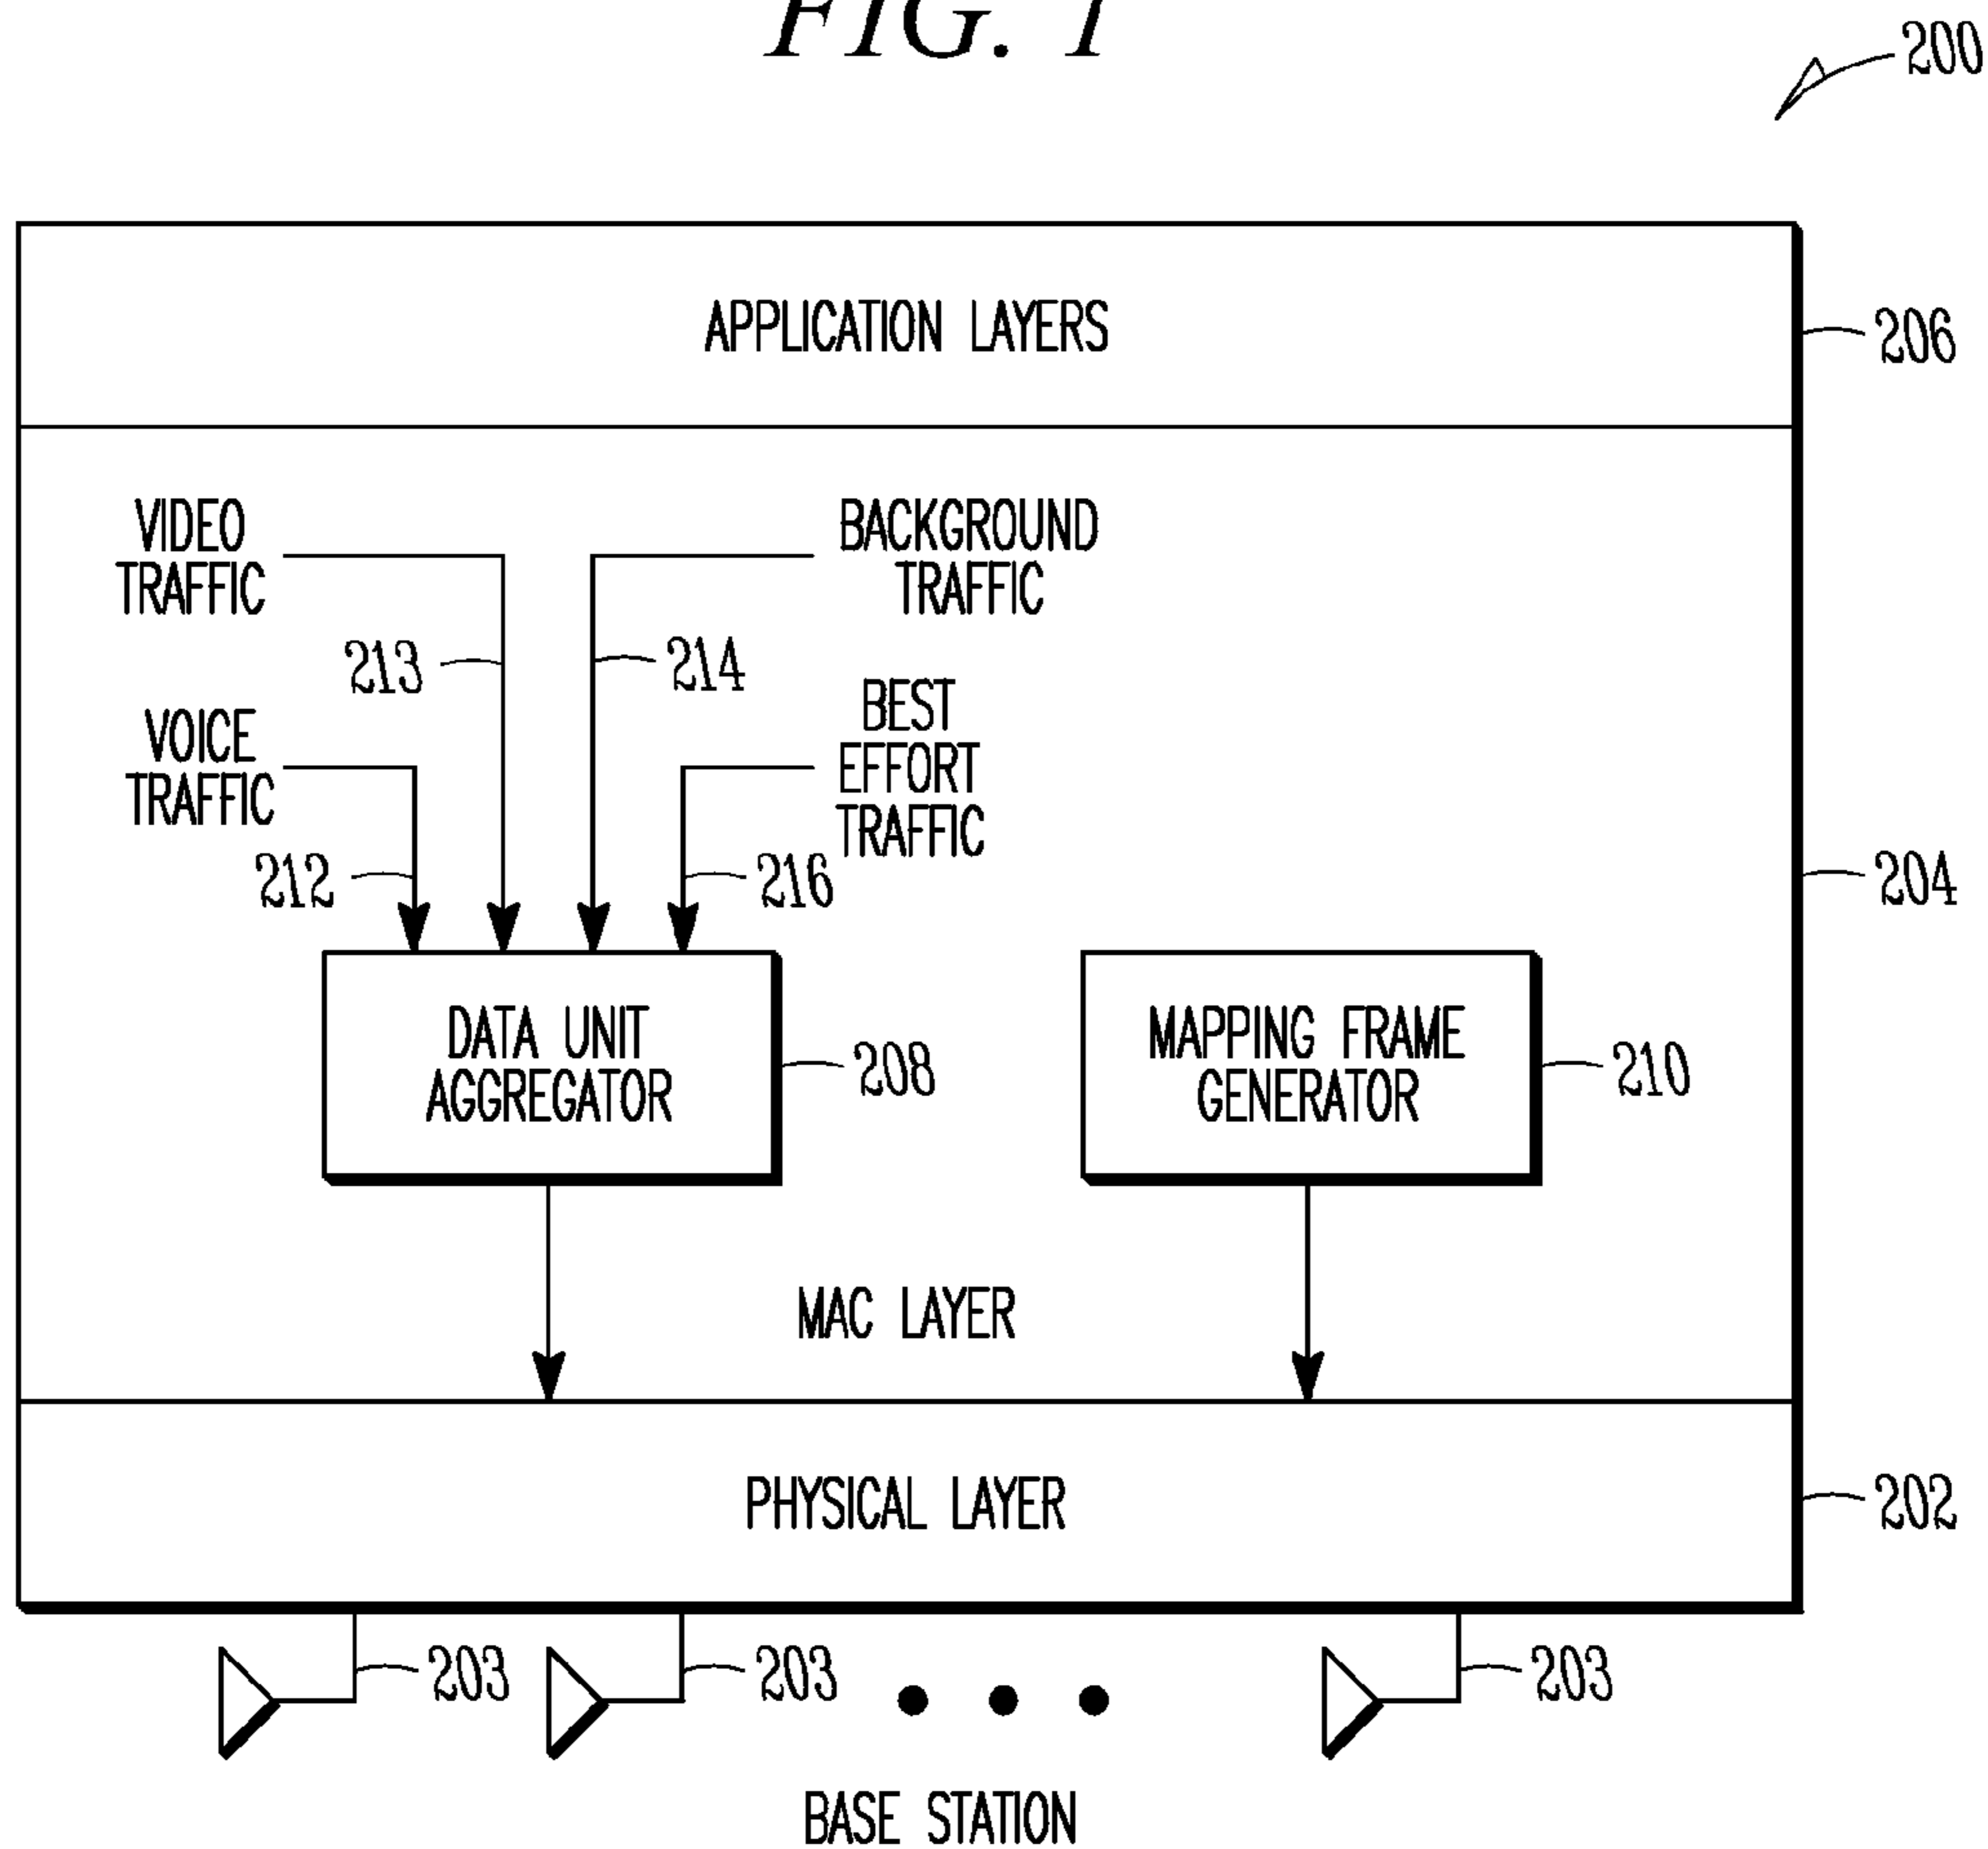 FIG. 1
200
APPLICATION LAYERS
206
VIDEO
TRAFFIC
BACKGROUND
TRAFFIC
213
214
VOICE
TRAFFIC
BEST
EFFORT
TRAFFIC
212
216
204
DATA UNIT
AGGREGATOR
208
MAPPING FRAME
GENERATOR
210
MAC LAYER
PHYSICAL LAYER
202
203
203
203
BASE STATION